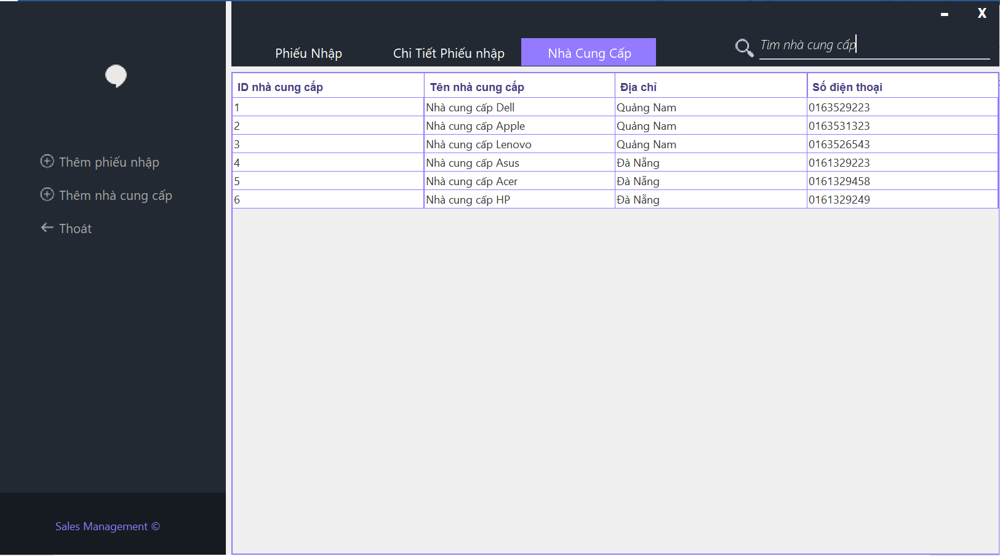 - X
Phiếu Nhập Chi Tiết Phiếu nhập Nhà Cung Cấp Tìm nhà cung cấp
Thêm phiếu nhập
Thêm nhà cung cấp
Thoát
Sales Management ©
ID nhà cung cấp Tên nhà cung cấp Địa chỉ Số điện thoại
1 Nhà cung cấp Dell Quảng Nam 0163529223
2 Nhà cung cấp Apple Quảng Nam 0163531323
3 Nhà cung cấp Lenovo Quảng Nam 0163526543
4 Nhà cung cấp Asus Đà Nẵng 0161329223
5 Nhà cung cấp Acer Đà Nẵng 0161329458
6 Nhà cung cấp HP Đà Nẵng 0161329249